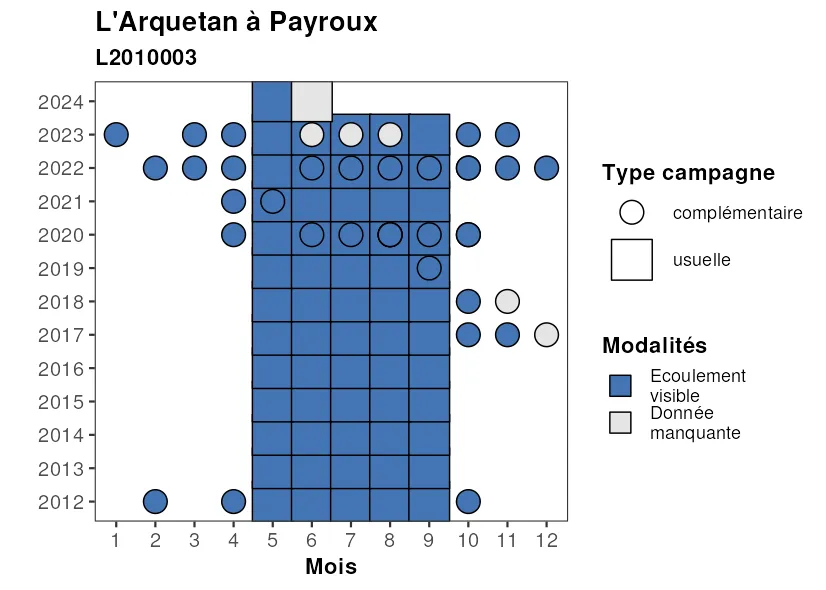 L'Arquetan à Payroux
L2010003
2024
2023
2022
2021
2020
2019
2018
2017
2016
2015
2014
2013
2012
1 2 3 4 5 6 7 8 9 10 11 12
Mois
Type campagne
complémentaire
usuelle
Modalités
Ecoulement
visible
Donnée
manquante